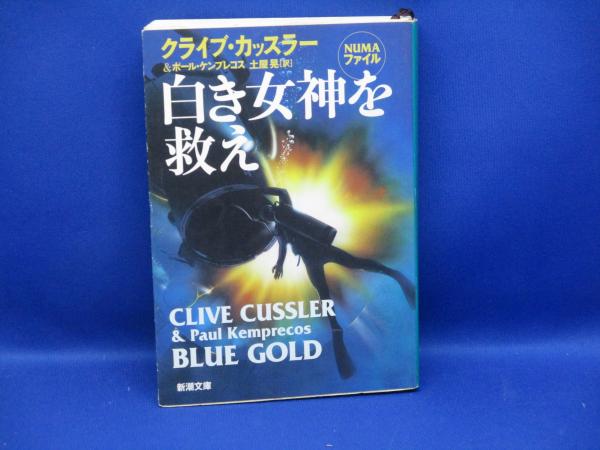 クライブ・カッスラー
&ポール・ケンプレコス 土屋 晃[訳]
NUMA
ファイル
白き女神を
救え
CLIVE CUSSLER
& Paul Kemprecos
BLUE GOLD
新潮文庫